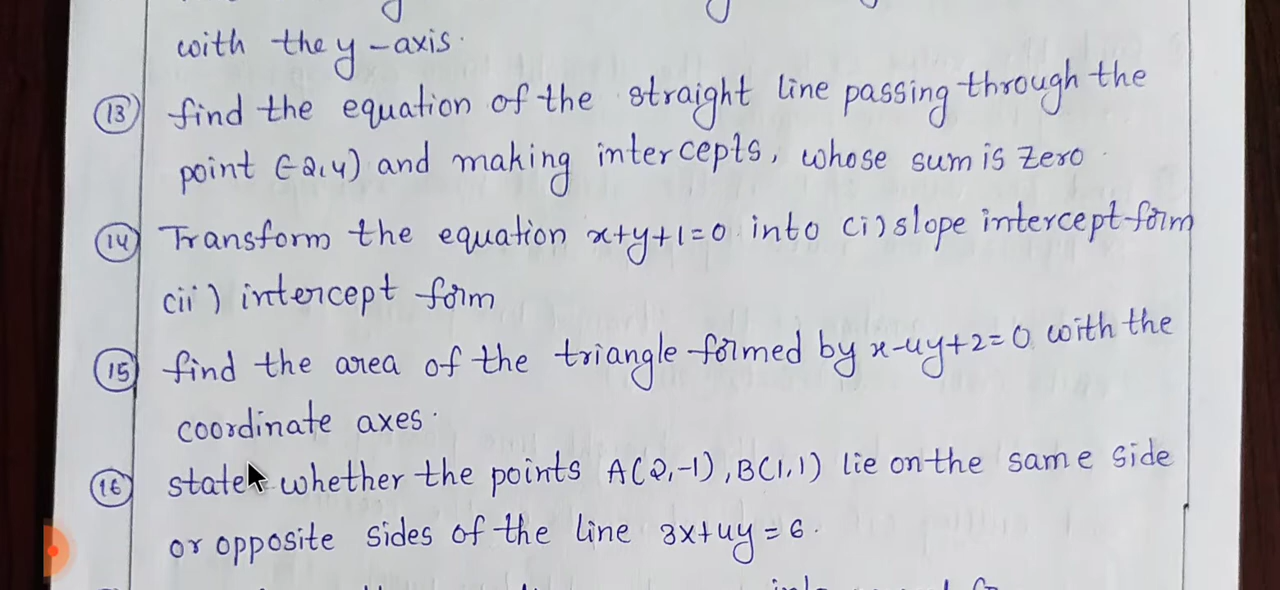 with the y-axis.
(13) find the equation of the straight line passing through the
point (-2,4) and making intercepts, whose sum is zero
(14) Transform the equation x+y+1=0 into (i) slope intercept form
(ii) intercept form
(15) find the area of the triangle formed by x-4y+2=0 with the
coordinate axes.
(16) state whether the points A(2,-1), B(1,1) lie on the same side
or opposite sides of the line 3x+4y=6.